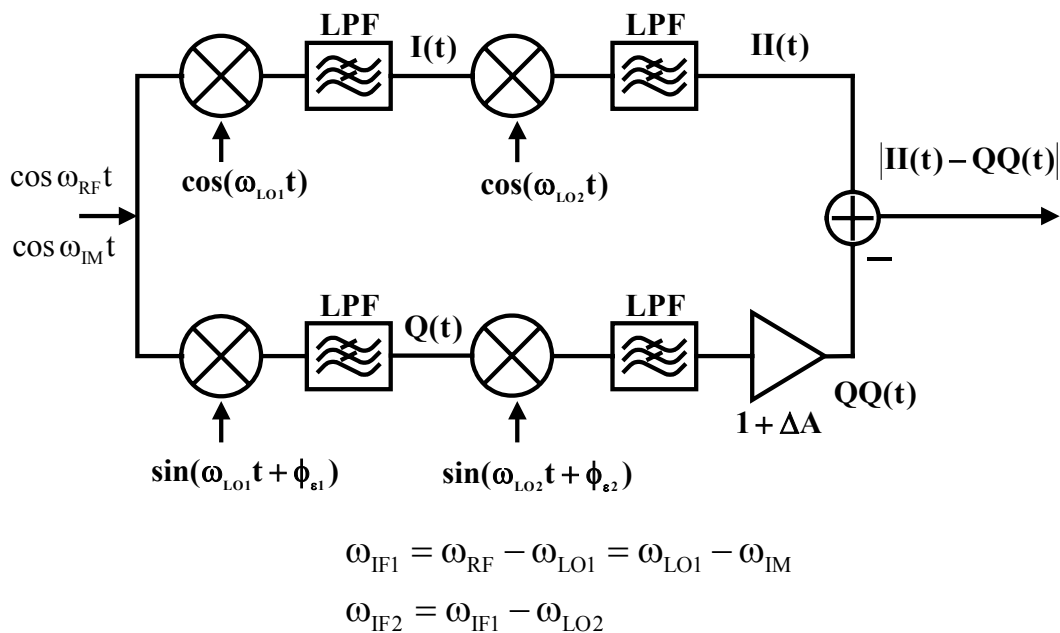 LPF
I(t)
LPF
II(t)
cos(ω_LO1 t)
cos(ω_LO2 t)
|II(t) − QQ(t)|
cos ω_RF t
cos ω_IM t
−
LPF
Q(t)
LPF
QQ(t)
1 + ΔA
sin(ω_LO1 t + ϕ_ε1)
sin(ω_LO2 t + ϕ_ε2)
ω_IF1 = ω_RF − ω_LO1 = ω_LO1 − ω_IM
ω_IF2 = ω_IF1 − ω_LO2